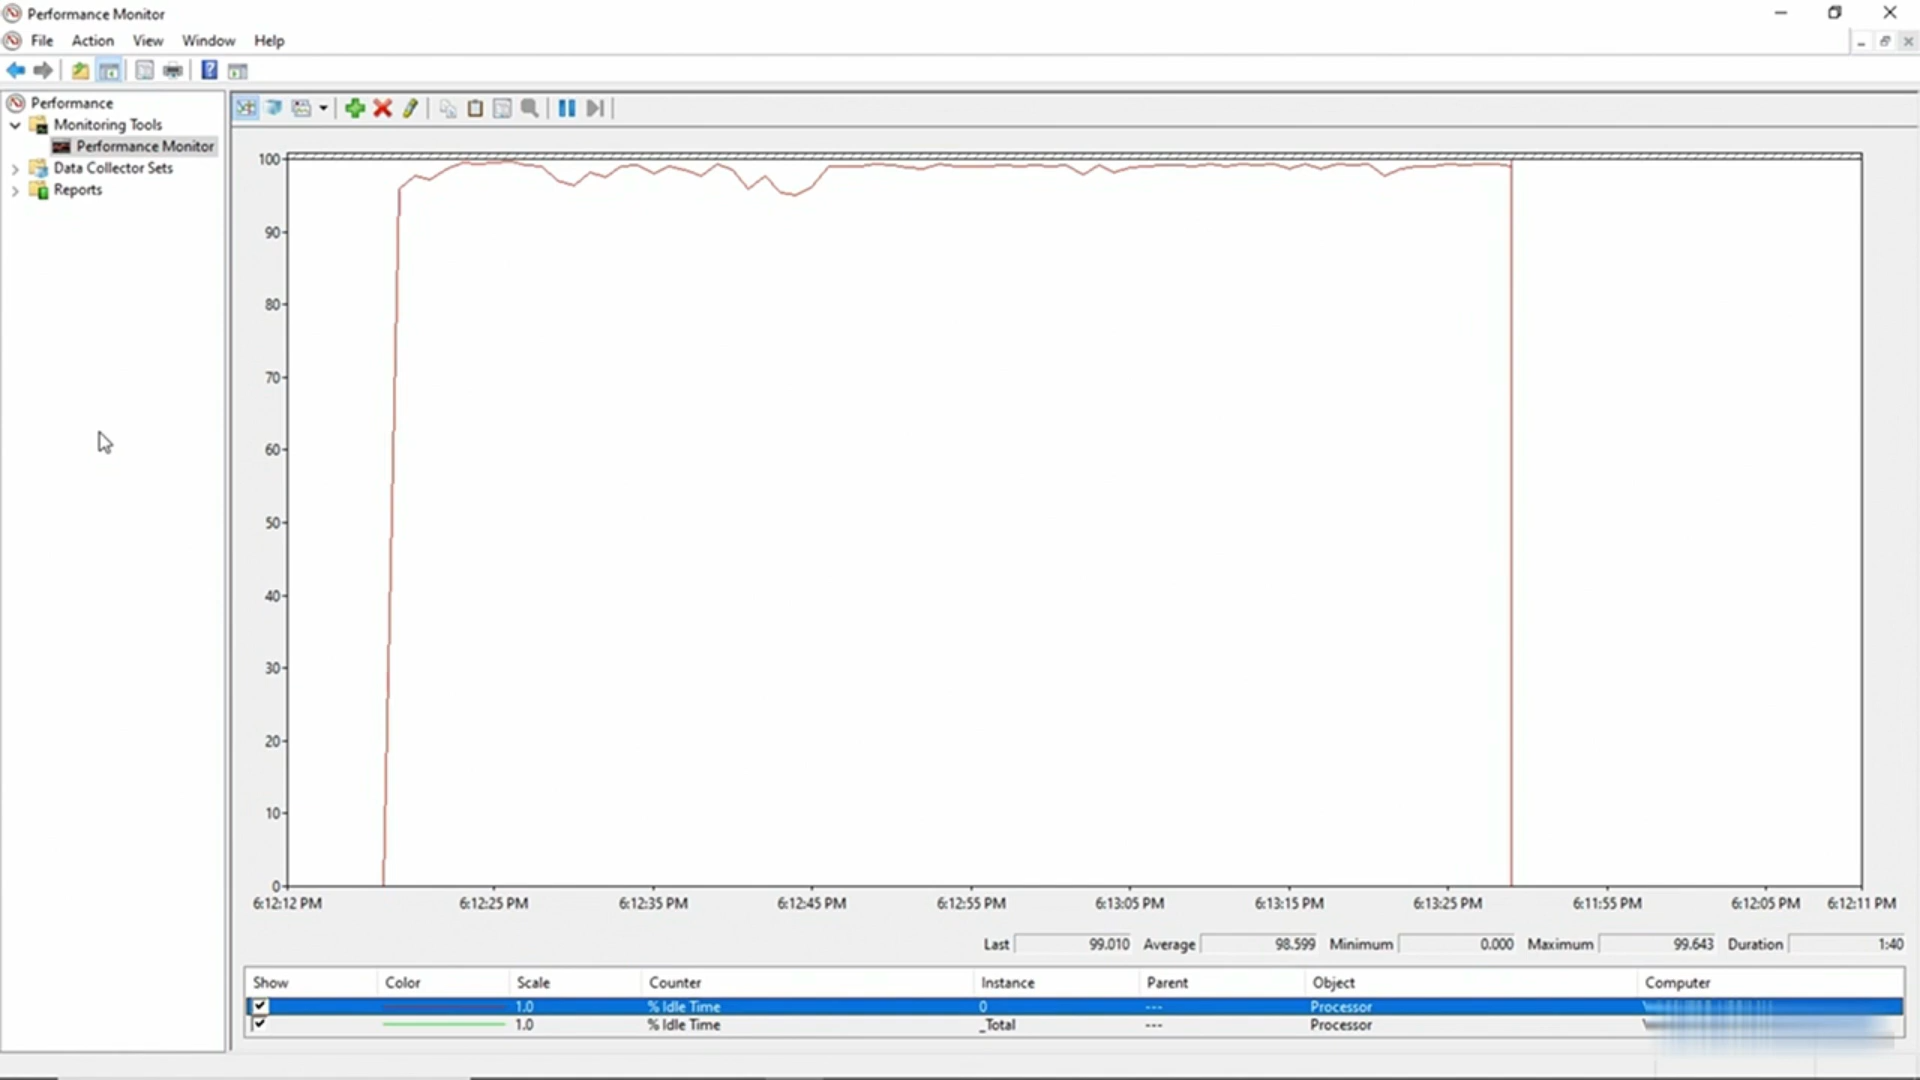 Performance Monitor
File Action View Window Help
Performance
Monitoring Tools
Performance Monitor
Data Collector Sets
Reports
100
90
80
70
60
50
40
30
20
10
0
6:12:12 PM 6:12:25 PM 6:12:35 PM 6:12:45 PM 6:12:55 PM 6:13:05 PM 6:13:15 PM 6:13:25 PM 6:11:55 PM 6:12:05 PM 6:12:11 PM
Last 99.010 Average 98.599 Minimum 0.000 Maximum 99.643 Duration 1:40
Show Color Scale Counter Instance Parent Object Computer
1.0 % Idle Time 0 --- Processor
1.0 % Idle Time _Total --- Processor